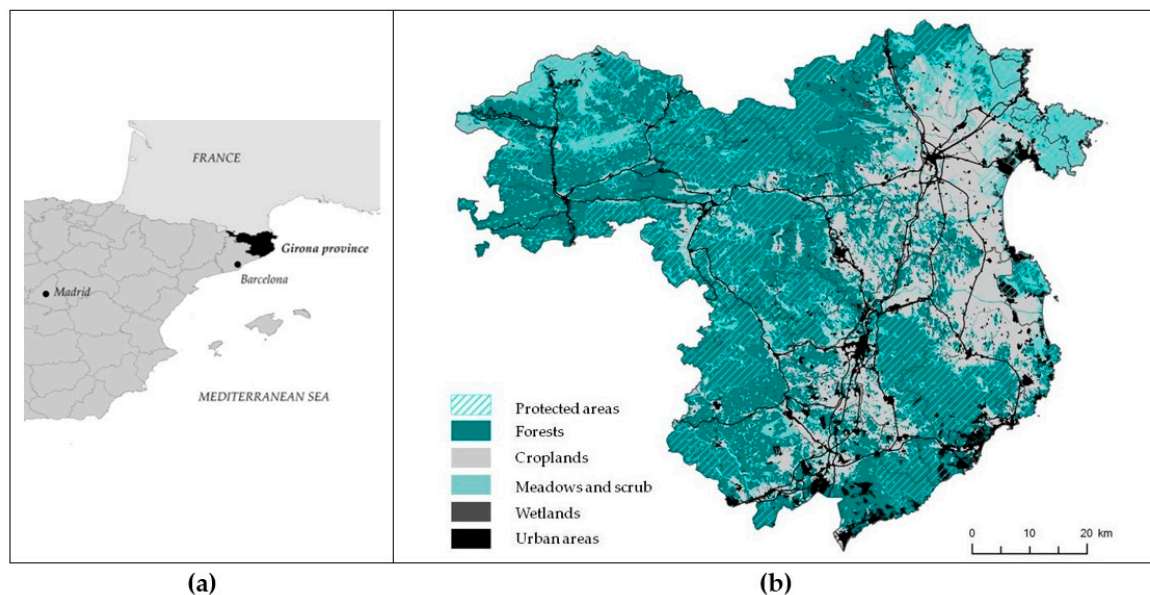 FRANCE
Girona province
Barcelona
Madrid
MEDITERRANEAN SEA
Protected areas
Forests
Croplands
Meadows and scrub
Wetlands
Urban areas
0 10 20 km
(a)
(b)